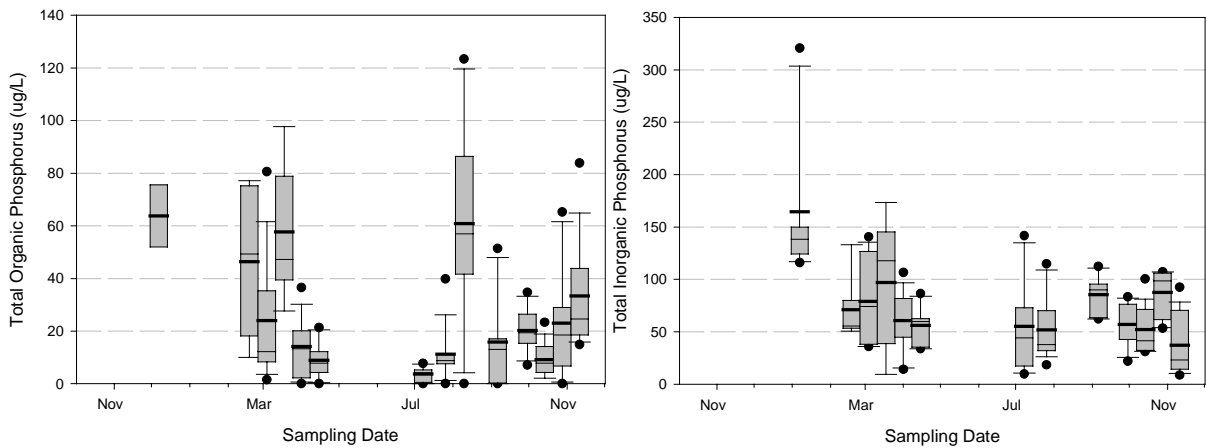 Total Organic Phosphorus (ug/L)
140
120
100
80
60
40
20
0
Nov
Mar
Jul
Nov
Sampling Date
Total Inorganic Phosphorus (ug/L)
350
300
250
200
150
100
50
0
Nov
Mar
Jul
Nov
Sampling Date